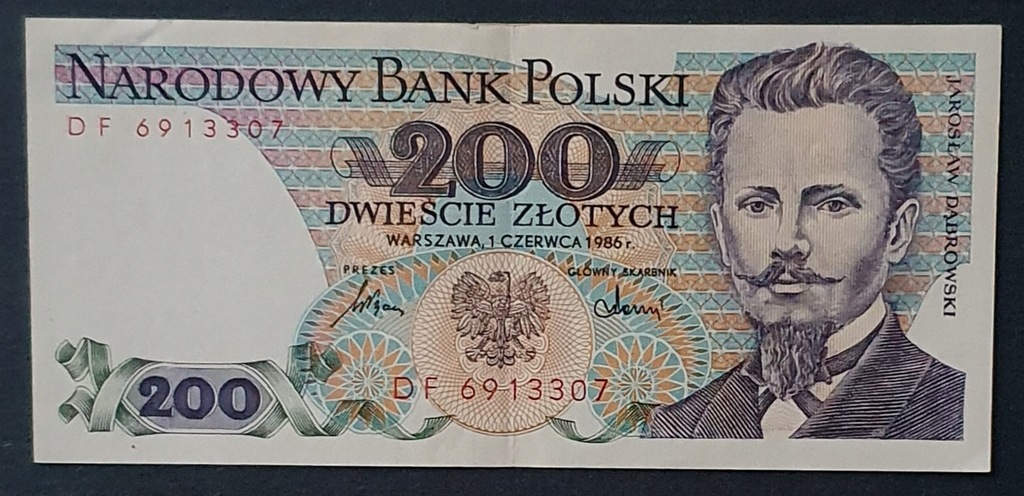 NARODOWY BANK POLSKI
DF 6913307
200
DWIEŚCIE ZŁOTYCH
WARSZAWA, 1 CZERWCA 1986 r.
PREZES
GŁÓWNY SKARBNIK
DF 6913307
200
JAROSŁAW DĄBROWSKI